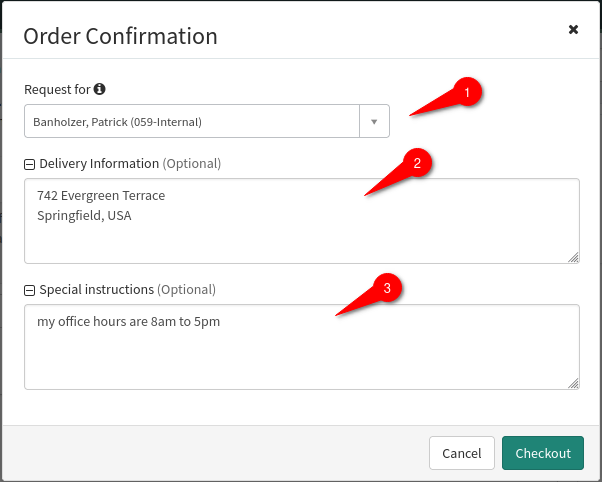 Order Confirmation
Request for
1
Banholzer, Patrick (059-Internal)
Delivery Information (Optional)
2
742 Evergreen Terrace
Springfield, USA
Special instructions (Optional)
3
my office hours are 8am to 5pm
Cancel Checkout